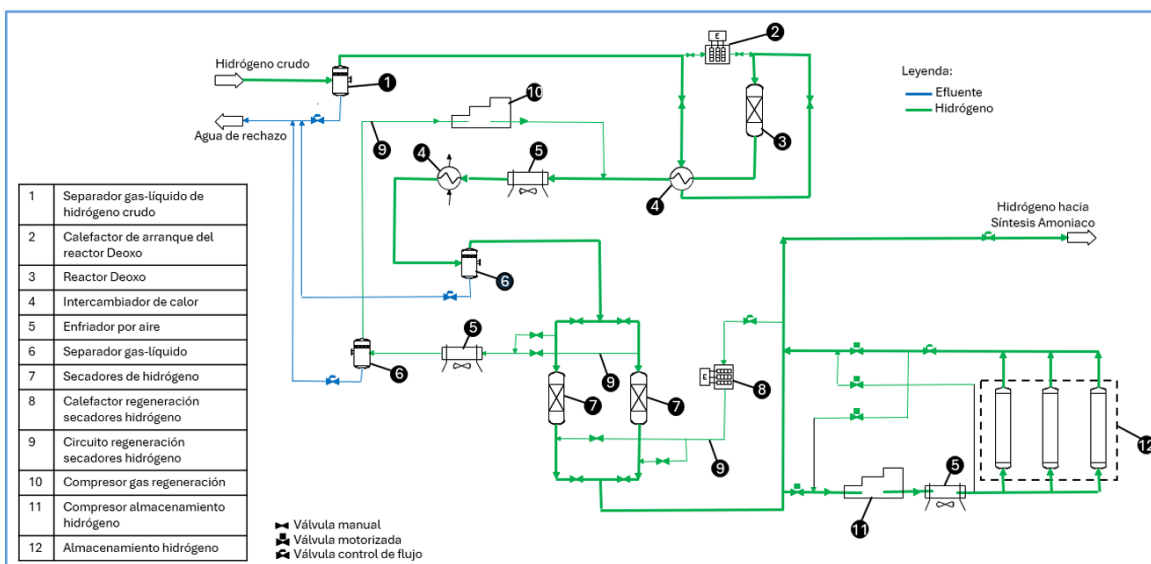 Hidrógeno crudo
1
Agua de rechazo
9
10
E
2
3
Leyenda:
Efluente
Hidrógeno
4
5
4
6
Hidrógeno hacia
Síntesis Amoniaco
6
5
9
7
7
E
8
9
11
5
12
1 Separador gas-líquido de
hidrógeno crudo
2 Calefactor de arranque del
reactor Deoxo
3 Reactor Deoxo
4 Intercambiador de calor
5 Enfriador por aire
6 Separador gas-líquido
7 Secadores de hidrógeno
8 Calefactor regeneración
secadores hidrógeno
9 Circuito regeneración
secadores hidrógeno
10 Compresor gas regeneración
11 Compresor almacenamiento
hidrógeno
12 Almacenamiento hidrógeno
Válvula manual
Válvula motorizada
Válvula control de flujo